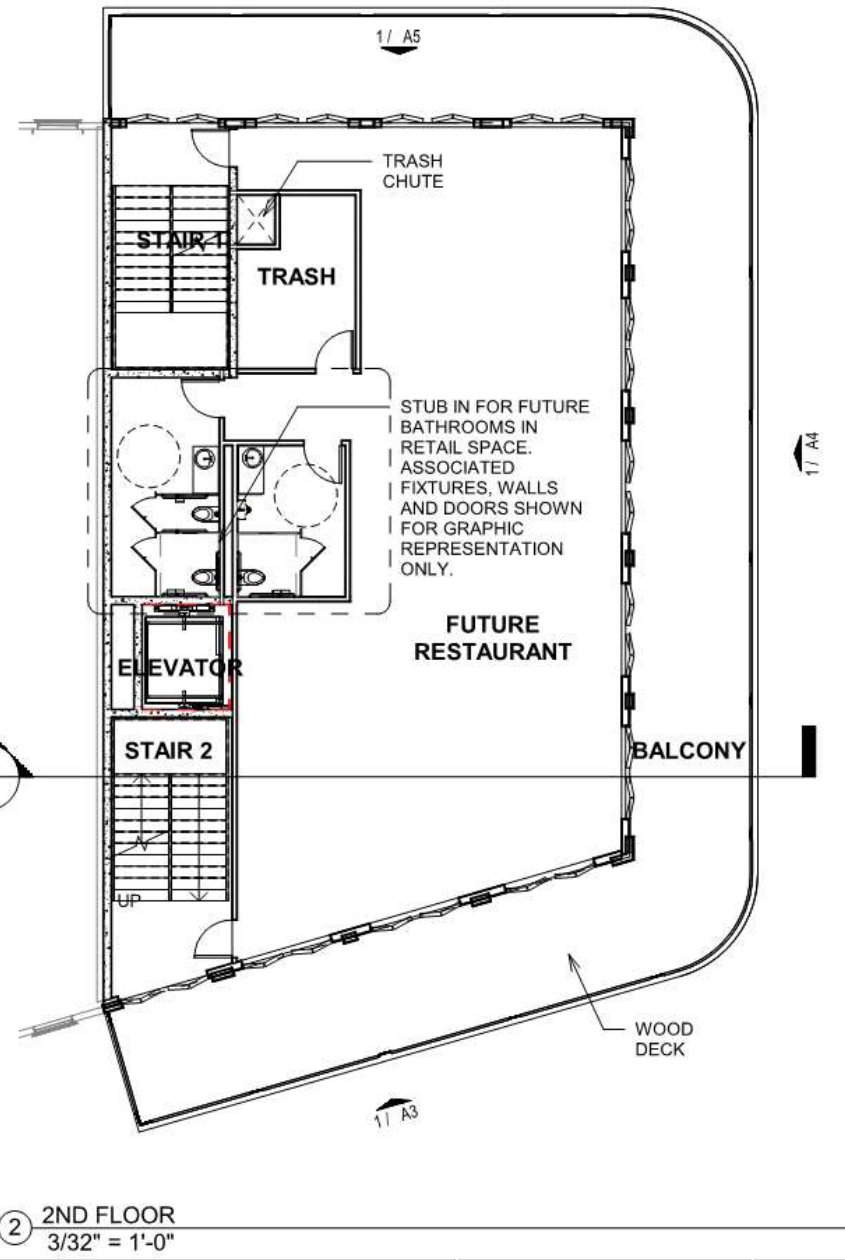 1 / A5
TRASH
CHUTE
STAIR 1
TRASH
STUB IN FOR FUTURE
BATHROOMS IN
RETAIL SPACE.
ASSOCIATED
FIXTURES, WALLS
AND DOORS SHOWN
FOR GRAPHIC
REPRESENTATION
ONLY.
1 / A4
FUTURE
RESTAURANT
ELEVATOR
STAIR 2
BALCONY
UP
WOOD
DECK
1 / A3
2 2ND FLOOR
3/32" = 1'-0"